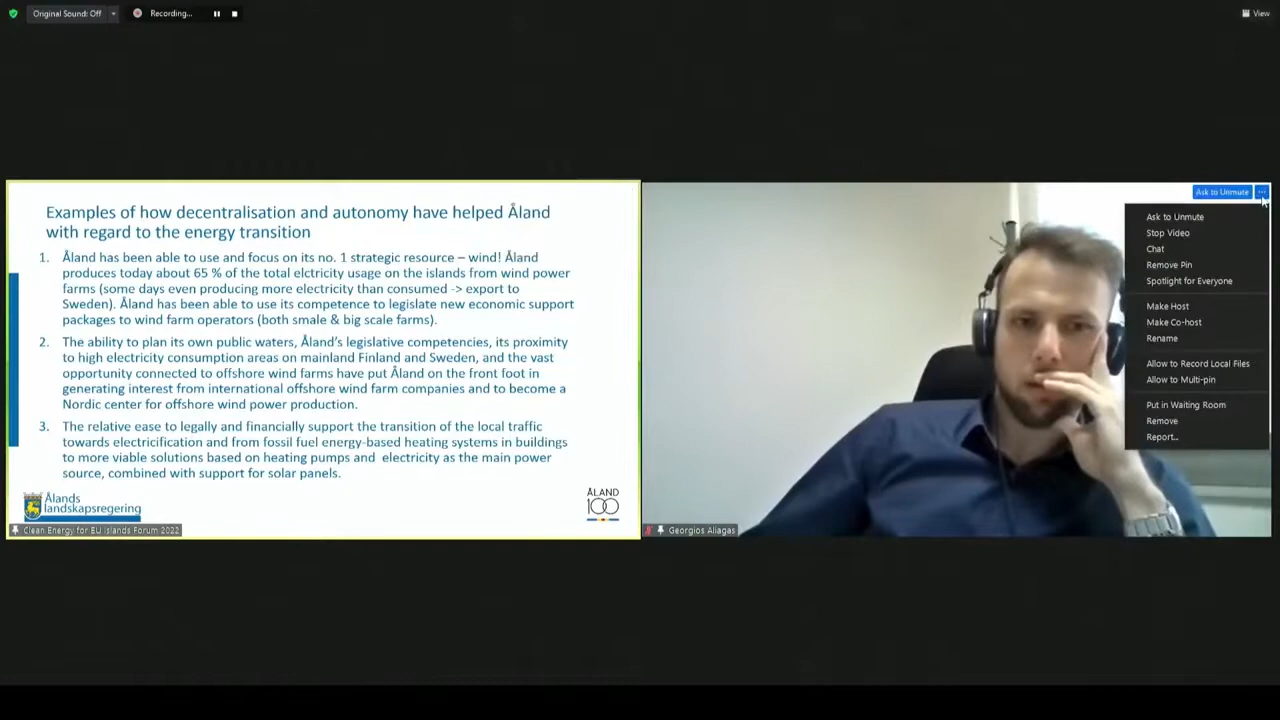 Original Sound: Off
Recording...
View
Examples of how decentralisation and autonomy have helped Åland
with regard to the energy transition
1. Åland has been able to use and focus on its no. 1 strategic resource – wind! Åland
produces today about 65 % of the total elctricity usage on the islands from wind power
farms (some days even producing more electricity than consumed -> export to
Sweden). Åland has been able to use its competence to legislate new economic support
packages to wind farm operators (both smale & big scale farms).
2. The ability to plan its own public waters, Åland's legislative competencies, its proximity
to high electricity consumption areas on mainland Finland and Sweden, and the vast
opportunity connected to offshore wind farms have put Åland on the front foot in
generating interest from international offshore wind farm companies and to become a
Nordic center for offshore wind power production.
3. The relative ease to legally and financially support the transition of the local traffic
towards electricification and from fossil fuel energy-based heating systems in buildings
to more viable solutions based on heating pumps and electricity as the main power
source, combined with support for solar panels.
Ålands
landskapsregering
ÅLAND
100
Clean Energy for EU Islands Forum 2022
Ask to Unmute
...
Ask to Unmute
Stop Video
Chat
Remove Pin
Spotlight for Everyone
Make Host
Make Co-host
Rename
Allow to Record Local Files
Allow to Multi-pin
Put in Waiting Room
Remove
Report...
Georgios Aliagas